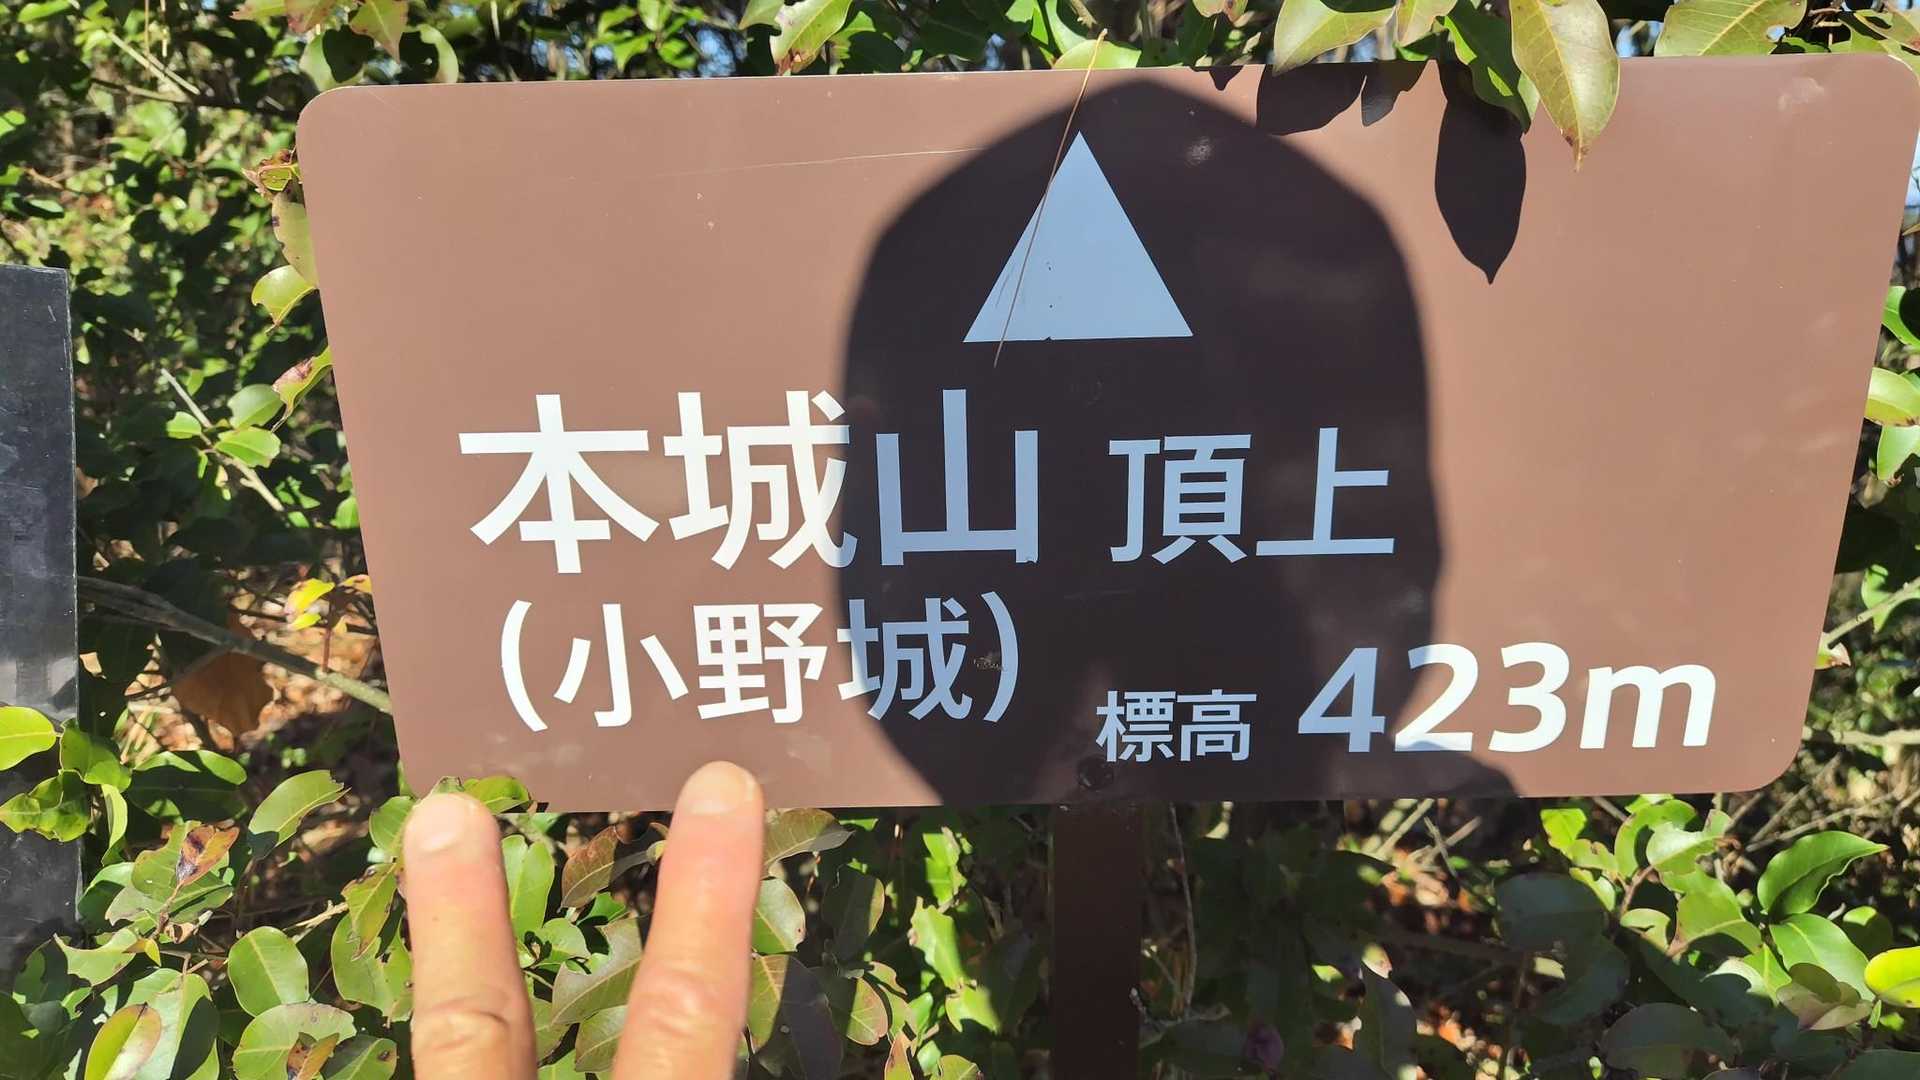 本城山 頂上
(小野城)
標高 423m